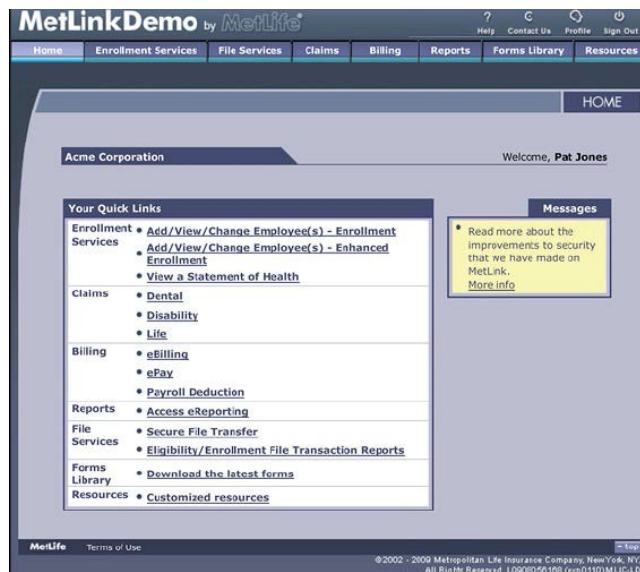 MetLinkDemo by MetLife
Help Contact Us Profile Sign Out
Home Enrollment Services File Services Claims Billing Reports Forms Library Resources
HOME
Acme Corporation
Welcome, Pat Jones
Your Quick Links
Enrollment Services
Add/View/Change Employee(s) - Enrollment
Add/View/Change Employee(s) - Enhanced
Enrollment
View a Statement of Health
Claims
Dental
Disability
Life
Billing
eBilling
ePay
Payroll Deduction
Reports
Access eReporting
File Services
Secure File Transfer
Eligibility/Enrollment File Transaction Reports
Forms Library
Download the latest forms
Resources
Customized resources
Messages
Read more about the
improvements to security
that we have made on
MetLink.
More info
MetLife Terms of Use
top
©2002 - 2009 Metropolitan Life Insurance Company, New York, NY
All Rights Reserved.